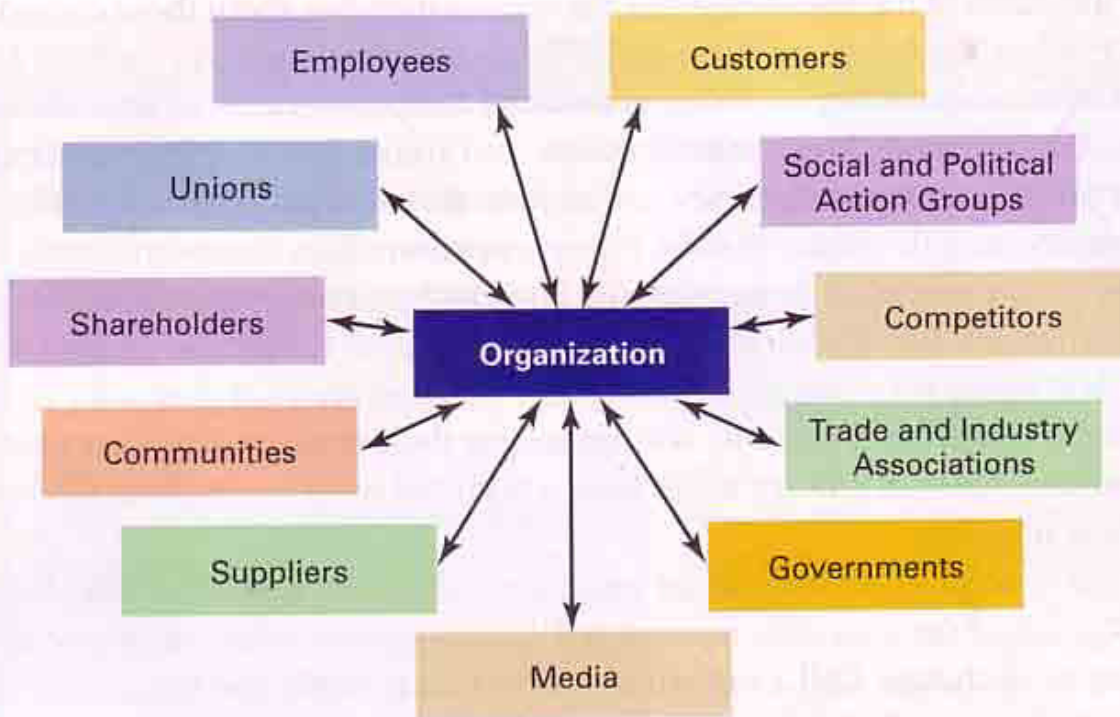 Employees
Customers
Unions
Social and Political
Action Groups
Shareholders
Organization
Competitors
Communities
Trade and Industry
Associations
Suppliers
Governments
Media